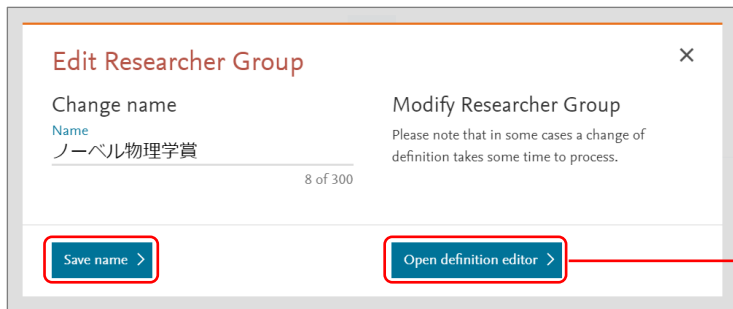 Edit Researcher Group
×
Change name
Name
ノーベル物理学賞
8 of 300
Save name >
Modify Researcher Group
Please note that in some cases a change of
definition takes some time to process.
Open definition editor >